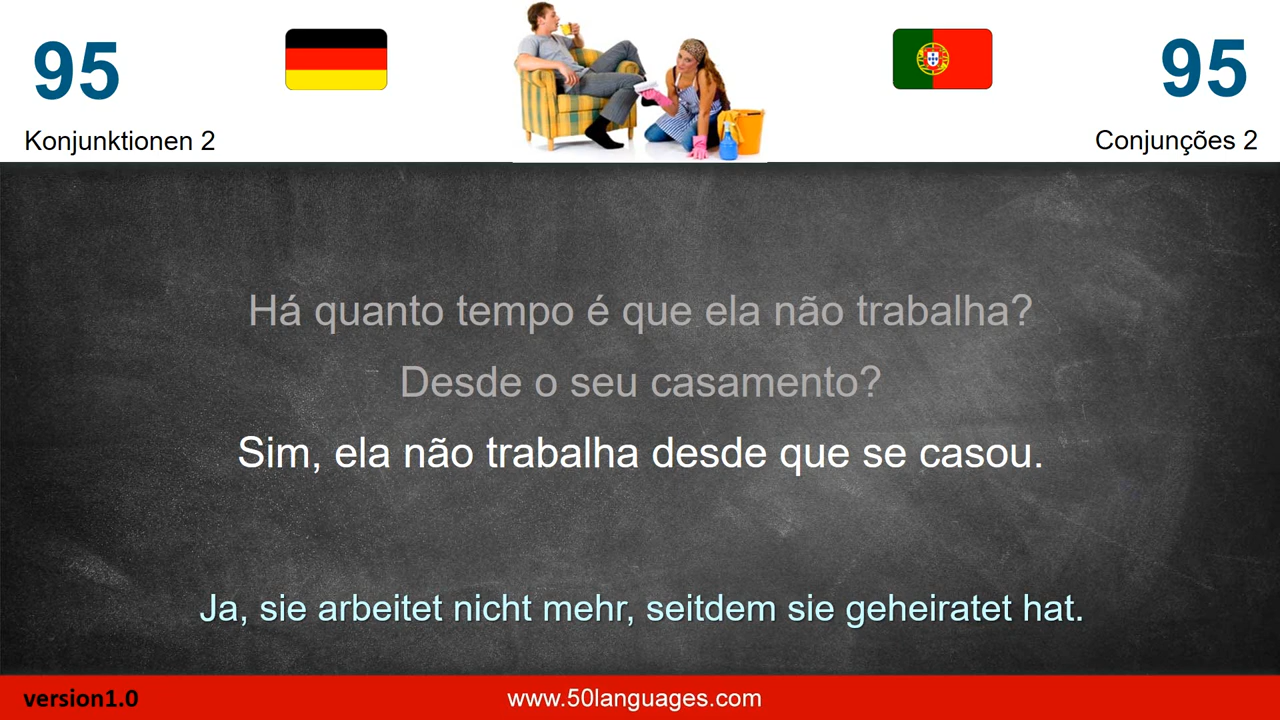 95
95
Konjunktionen 2
Conjunções 2
Há quanto tempo é que ela não trabalha?
Desde o seu casamento?
Sim, ela não trabalha desde que se casou.
Ja, sie arbeitet nicht mehr, seitdem sie geheiratet hat.
version1.0
www.50languages.com